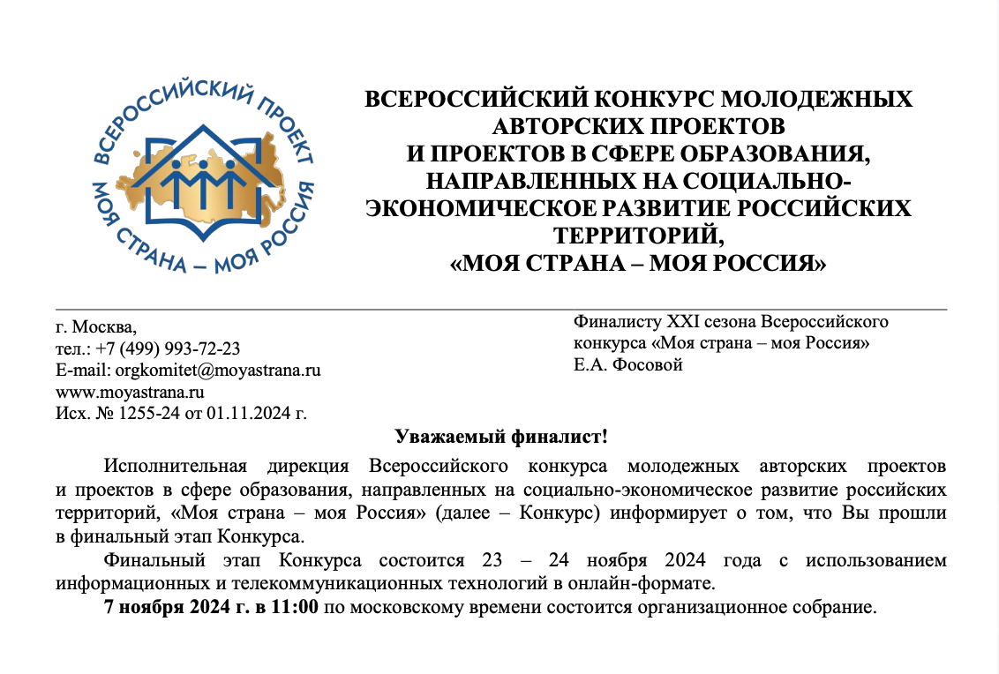 ВСЕРОССИЙСКИЙ ПРОЕКТ
МОЯ СТРАНА – МОЯ РОССИЯ
ВСЕРОССИЙСКИЙ КОНКУРС МОЛОДЕЖНЫХ
АВТОРСКИХ ПРОЕКТОВ
И ПРОЕКТОВ В СФЕРЕ ОБРАЗОВАНИЯ,
НАПРАВЛЕННЫХ НА СОЦИАЛЬНО-
ЭКОНОМИЧЕСКОЕ РАЗВИТИЕ РОССИЙСКИХ
ТЕРРИТОРИЙ,
«МОЯ СТРАНА – МОЯ РОССИЯ»
г. Москва,
тел.: +7 (499) 993-72-23
E-mail: orgkomitet@moyastrana.ru
www.moyastrana.ru
Исх. № 1255-24 от 01.11.2024 г.
Финалисту XXI сезона Всероссийского
конкурса «Моя страна – моя Россия»
Е.А. Фосовой
Уважаемый финалист!
Исполнительная дирекция Всероссийского конкурса молодежных авторских проектов
и проектов в сфере образования, направленных на социально-экономическое развитие российских
территорий, «Моя страна – моя Россия» (далее – Конкурс) информирует о том, что Вы прошли
в финальный этап Конкурса.
Финальный этап Конкурса состоится 23 – 24 ноября 2024 года с использованием
информационных и телекоммуникационных технологий в онлайн-формате.
7 ноября 2024 г. в 11:00 по московскому времени состоится организационное собрание.